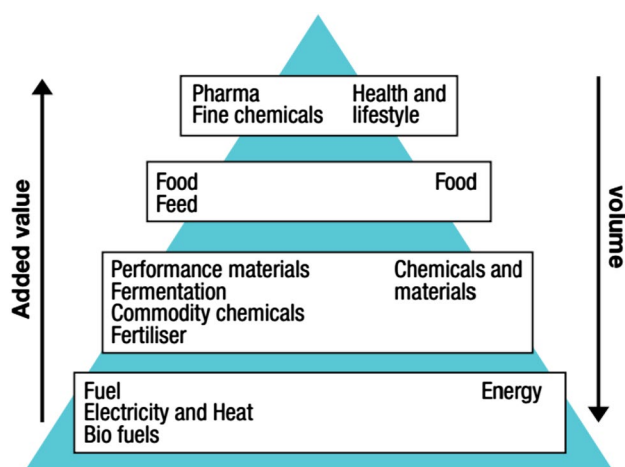 Pharma Health and
Fine chemicals lifestyle
Food Food
Feed
Performance materials Chemicals and
Fermentation materials
Commodity chemicals
Fertiliser
Fuel Energy
Electricity and Heat
Bio fuels
Added value
volume